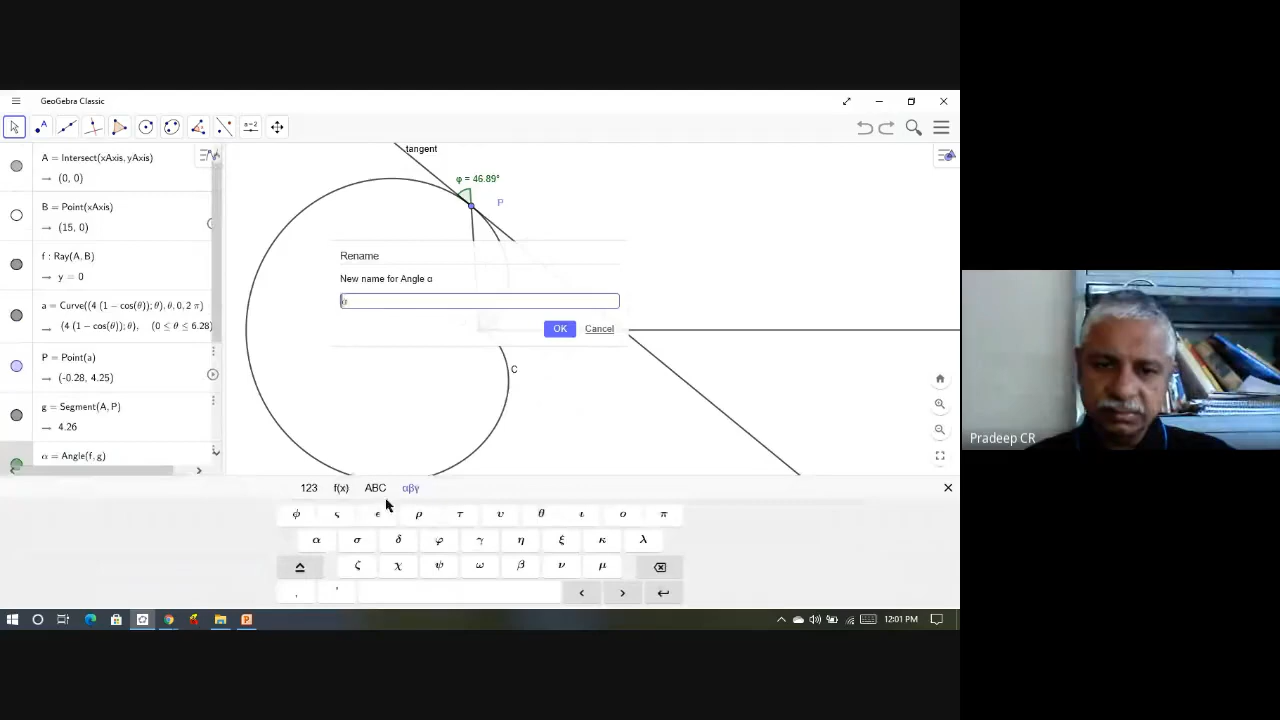 GeoGebra Classic
A = Intersect(xAxis, yAxis)
→ (0, 0)
B = Point(xAxis)
→ (15, 0)
f : Ray(A, B)
→ y = 0
a = Curve((4 (1 − cos(θ)); θ), θ, 0, 2 π)
→ (4 (1 − cos(θ)); θ), (0 ≤ θ ≤ 6.28)
P = Point(a)
→ (-0.28, 4.25)
g = Segment(A, P)
→ 4.26
α = Angle(f, g)
tangent
φ = 46.89°
P
C
Rename
New name for Angle α
α
OK Cancel
123 f(x) ABC αβγ
ϕ ς ϵ ρ τ υ θ ι ο π
α σ δ φ γ η ξ κ λ
ζ χ ψ ω β ν μ
, '
a=2
12:01 PM
Pradeep CR